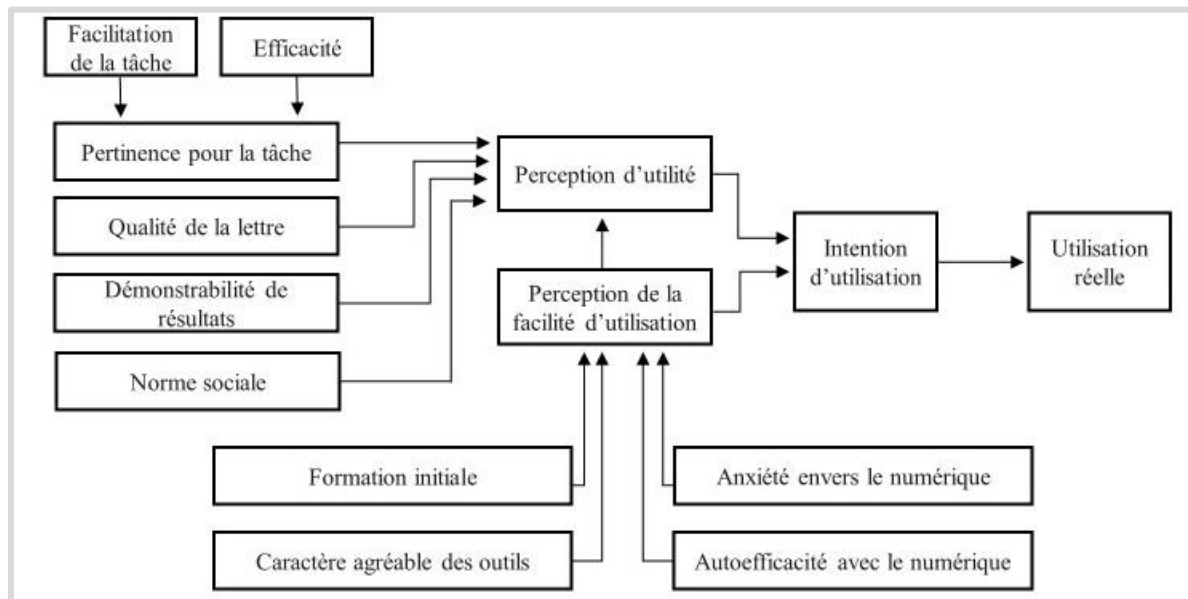 Facilitation
de la tâche
Efficacité
Pertinence pour la tâche
Qualité de la lettre
Démonstrabilité de
résultats
Norme sociale
Perception d’utilité
Perception de la
facilité d’utilisation
Intention
d’utilisation
Utilisation
réelle
Formation initiale
Anxiété envers le numérique
Caractère agréable des outils
Autoefficacité avec le numérique